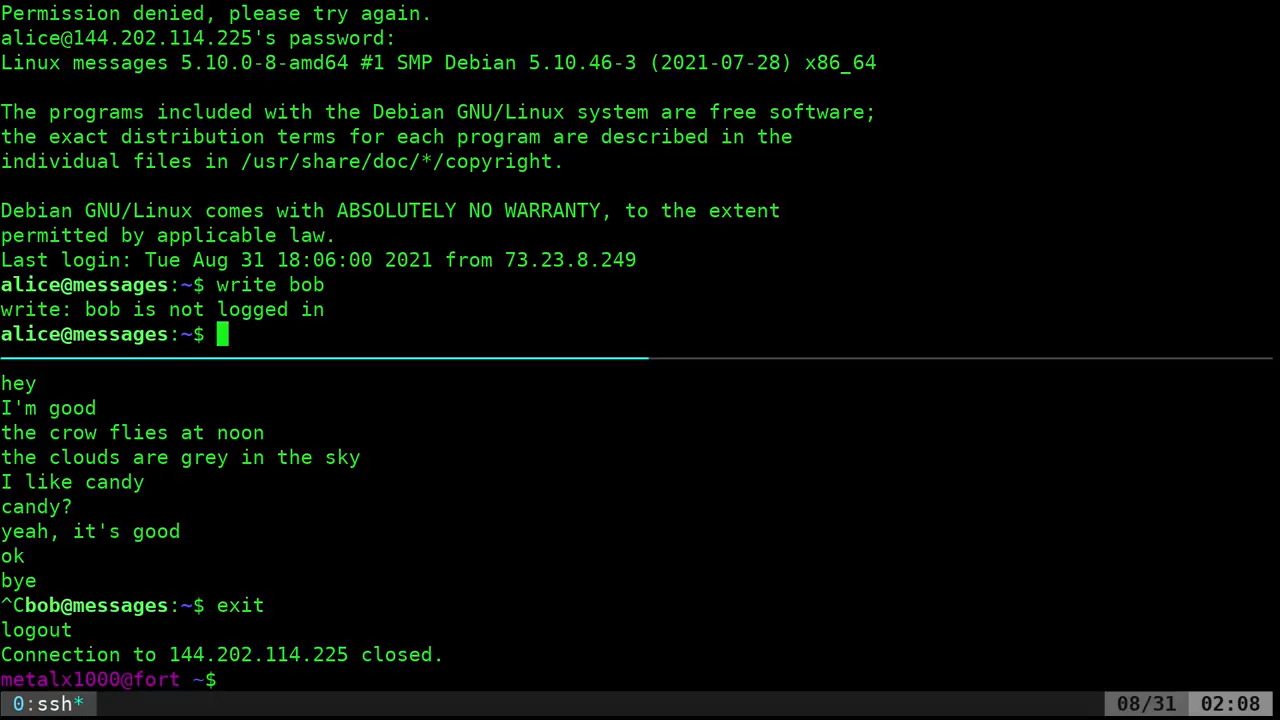 Permission denied, please try again.
alice@144.202.114.225's password:
Linux messages 5.10.0-8-amd64 #1 SMP Debian 5.10.46-3 (2021-07-28) x86_64
The programs included with the Debian GNU/Linux system are free software;
the exact distribution terms for each program are described in the
individual files in /usr/share/doc/*/copyright.
Debian GNU/Linux comes with ABSOLUTELY NO WARRANTY, to the extent
permitted by applicable law.
Last login: Tue Aug 31 18:06:00 2021 from 73.23.8.249
alice@messages:~$ write bob
write: bob is not logged in
alice@messages:~$
hey
I'm good
the crow flies at noon
the clouds are grey in the sky
I like candy
candy?
yeah, it's good
ok
bye
^Cbob@messages:~$ exit
logout
Connection to 144.202.114.225 closed.
metalx1000@fort ~$
0:ssh* 08/31 02:08